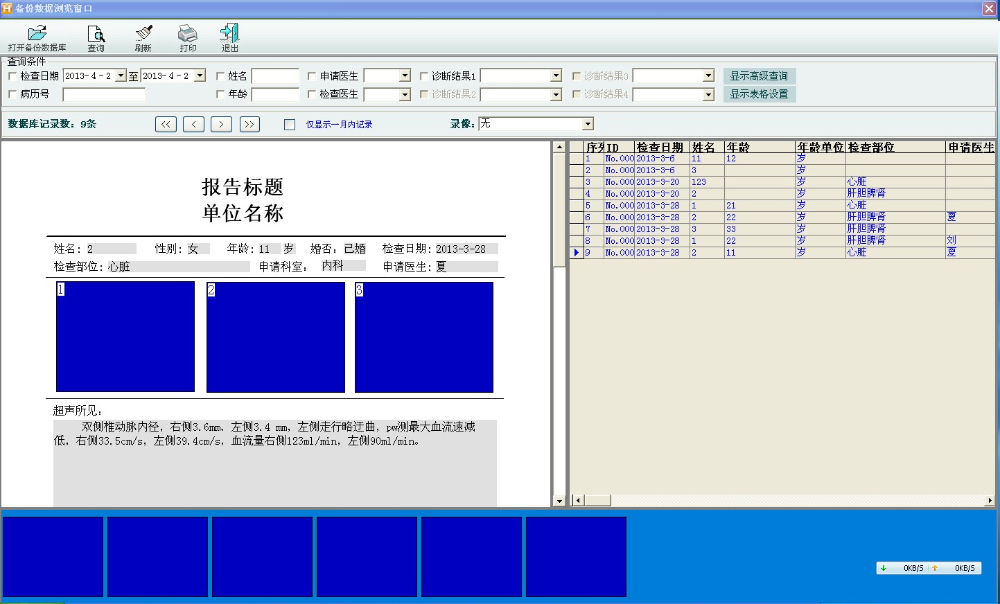 备份数据浏览窗口
打开备份数据库 查询 刷新 打印 退出
查询条件
检查日期 2013- 4 - 2 至 2013- 4 - 2 姓名 申请医生 诊断结果1 诊断结果3 显示高级查询
病历号 年龄 检查医生 诊断结果2 诊断结果4 显示表格设置
数据库记录数：9条 << < > >> 仅显示一月内记录 录像：无
报告标题
单位名称
姓名：2 性别：女 年龄：11 岁 婚否：已婚 检查日期：2013-3-28
检查部位：心脏 申请科室： 内科 申请医生：夏
1 2 3
超声所见：
双侧椎动脉内径，右侧3.6mm、左侧3.4 mm，左侧走行略迂曲，pw测最大血流速减
低，右侧33.5cm/s，左侧39.4cm/s，血流量右侧123ml/min，左侧90ml/min。
序列 ID 检查日期 姓名 年龄 年龄单位 检查部位 申请医生
1 No.000 2013-3-6 11 12 岁
2 No.000 2013-3-6 3 岁
3 No.000 2013-3-20 123 岁 心脏
4 No.000 2013-3-20 2 岁 肝胆脾肾
5 No.000 2013-3-28 1 21 岁 心脏
6 No.000 2013-3-28 2 22 岁 肝胆脾肾 夏
7 No.000 2013-3-28 3 33 岁 肝胆脾肾
8 No.000 2013-3-28 1 22 岁 肝胆脾肾 刘
9 No.000 2013-3-28 2 11 岁 心脏 夏
0KB/S 0KB/S